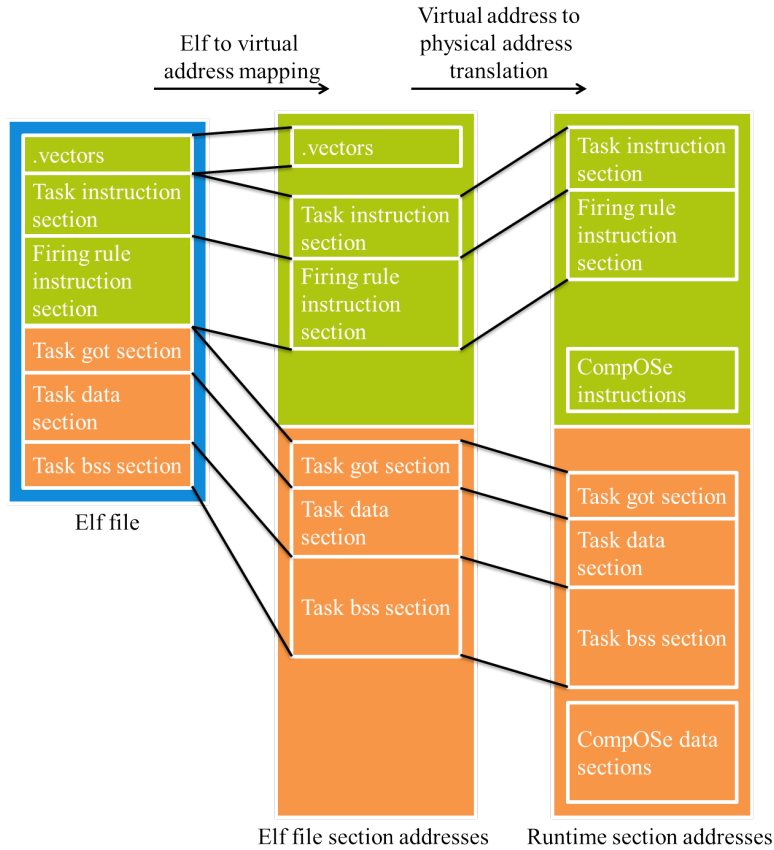 Elf to virtual
address mapping
Virtual address to
physical address
translation
.vectors
Task instruction
section
Firing rule
instruction
section
Task got section
Task data
section
Task bss section
Elf file
.vectors
Task instruction
section
Firing rule
instruction
section
Task got section
Task data
section
Task bss section
Elf file section addresses
Task instruction
section
Firing rule
instruction
section
CompOSe
instructions
Task got section
Task data
section
Task bss section
CompOSe data
sections
Runtime section addresses